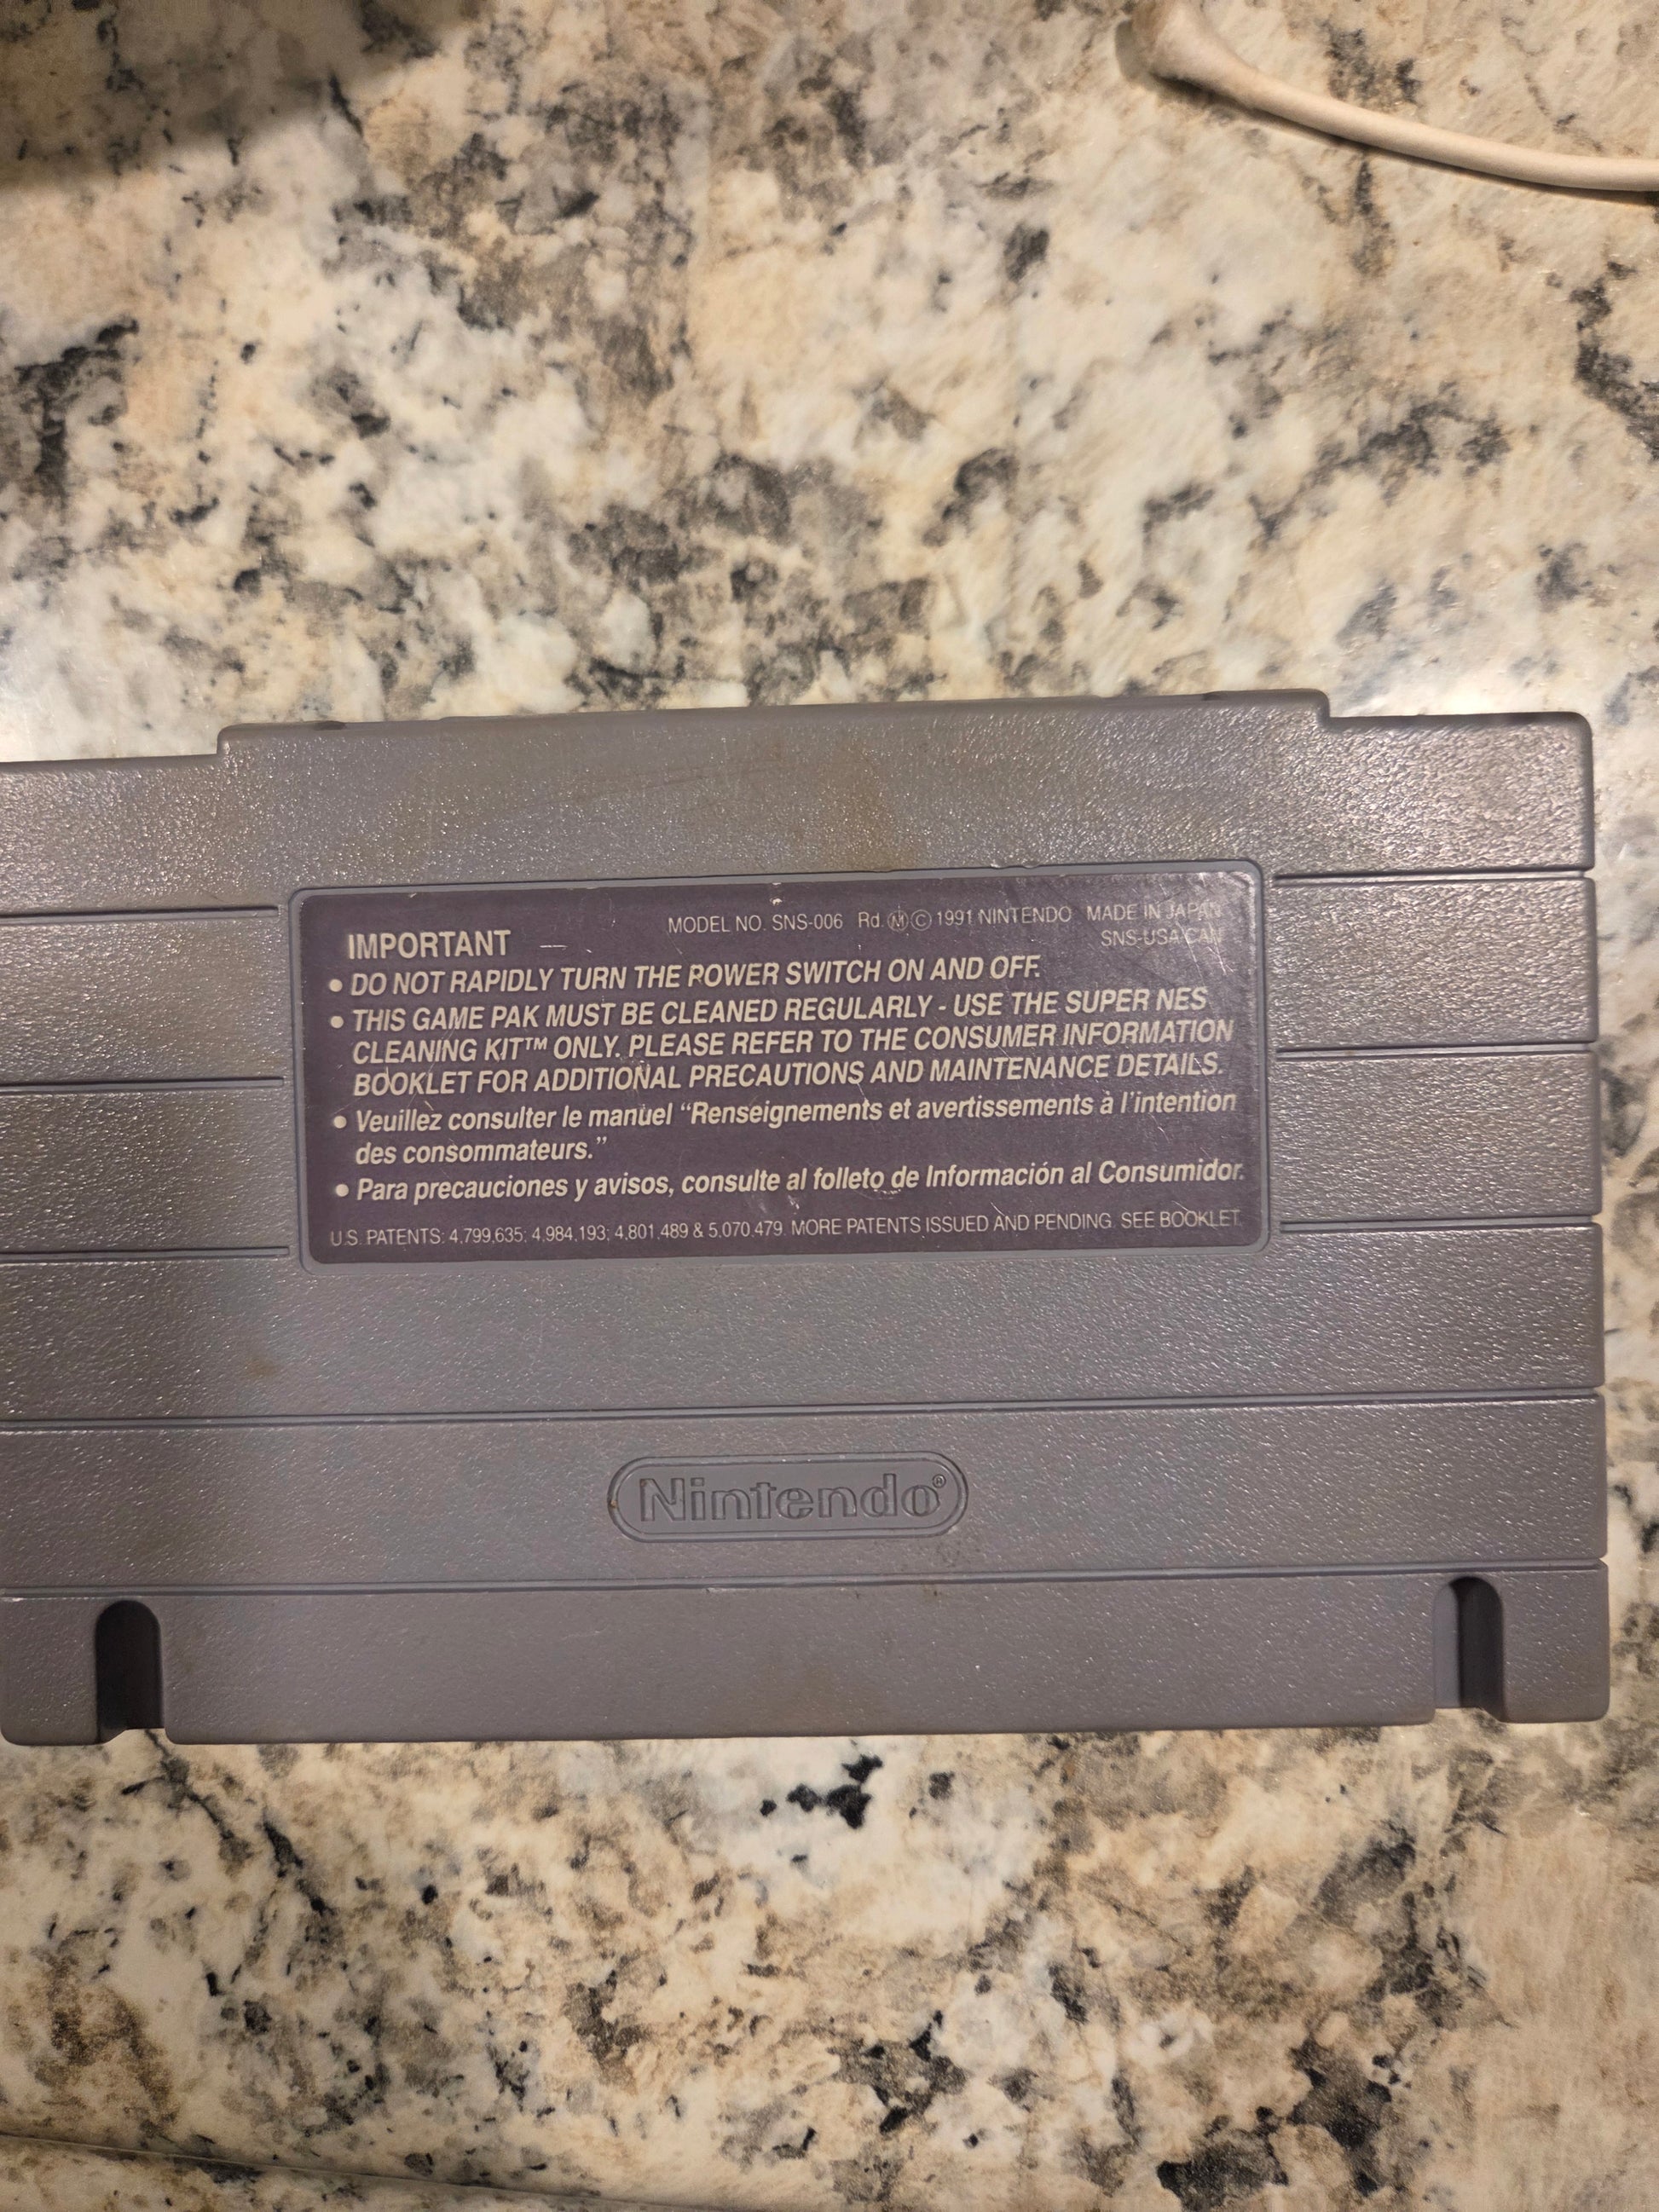 MODEL NO. SNS-006 Rd. Ⓜ © 1991 NINTENDO MADE IN JAPAN
IMPORTANT SNS-USA/CAN
• DO NOT RAPIDLY TURN THE POWER SWITCH ON AND OFF.
• THIS GAME PAK MUST BE CLEANED REGULARLY - USE THE SUPER NES
CLEANING KIT™ ONLY. PLEASE REFER TO THE CONSUMER INFORMATION
BOOKLET FOR ADDITIONAL PRECAUTIONS AND MAINTENANCE DETAILS.
• Veuillez consulter le manuel “Renseignements et avertissements à l’intention
des consommateurs.”
• Para precauciones y avisos, consulte al folleto de Información al Consumidor.
U.S. PATENTS: 4,799,635; 4,984,193; 4,801,489 & 5,070,479. MORE PATENTS ISSUED AND PENDING. SEE BOOKLET.
Nintendo®